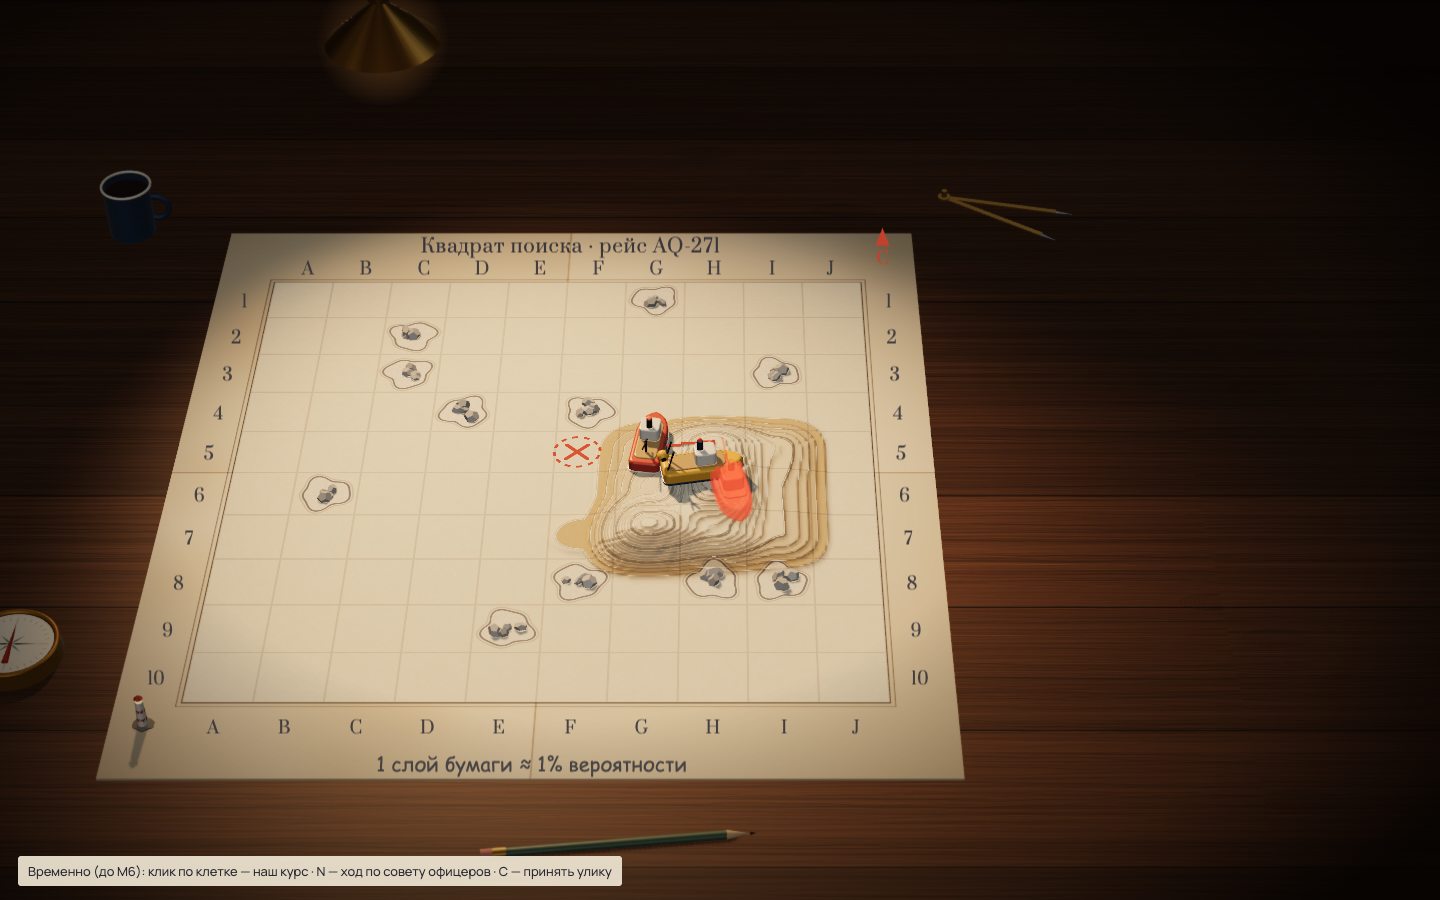 Квадрат поиска · рейс AQ-271
С
A B C D E F G H I J
1 1
2 2
3 3
4 4
5 5
6 6
7 7
8 8
9 9
10 10
A B C D E F G H I J
1 слой бумаги ≈ 1% вероятности
Временно (до М6): клик по клетке — наш курс · N — ход по совету офицеров · C — принять улику